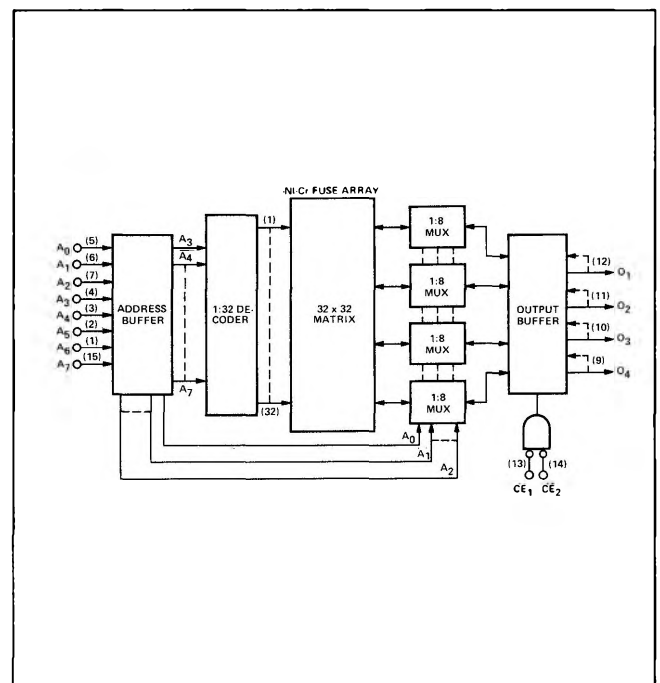 NI-Cr FUSE ARRAY
A0 (5)
A1 (6)
A2 (7)
A3 (4)
A4 (3)
A5 (2)
A6 (1)
A7 (15)
ADDRESS
BUFFER
A3
A4
A7
1:32 DE-
CODER
(1)
(32)
32 x 32
MATRIX
1:8
MUX
1:8
MUX
1:8
MUX
1:8
MUX
A0
A1
A2
OUTPUT
BUFFER
(12) O1
(11) O2
(10) O3
(9) O4
(13) (14)
CE1 CE2